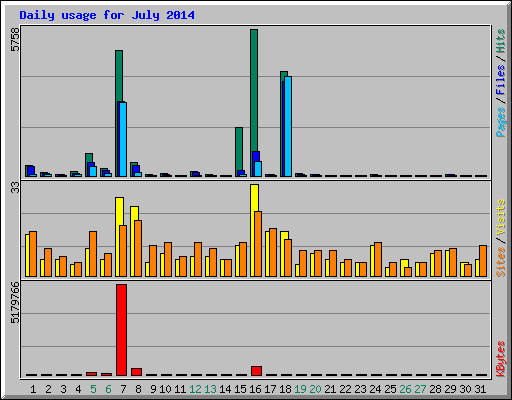 Daily usage for July 2014
5758
Pages / Files / Hits
33
Sites / Visits
5179766
KBytes
1 2 3 4 5 6 7 8 9 10 11 12 13 14 15 16 17 18 19 20 21 22 23 24 25 26 27 28 29 30 31